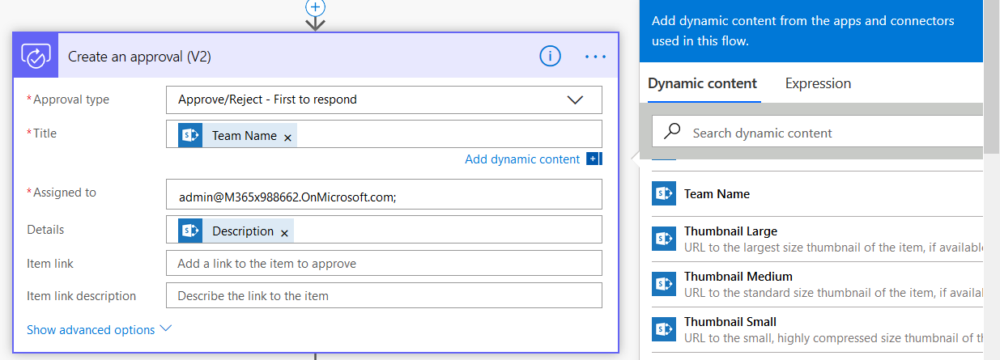 Create an approval (V2)
* Approval type
Approve/Reject - First to respond
* Title
Team Name ×
Add dynamic content
* Assigned to
admin@M365x988662.OnMicrosoft.com;
Details
Description ×
Item link
Add a link to the item to approve
Item link description
Describe the link to the item
Show advanced options
Add dynamic content from the apps and connectors
used in this flow.
Dynamic content
Expression
Search dynamic content
Team Name
Thumbnail Large
URL to the largest size thumbnail of the item, if available
Thumbnail Medium
URL to the standard size thumbnail of the item, if availa
Thumbnail Small
URL to the small, highly compressed size thumbnail of